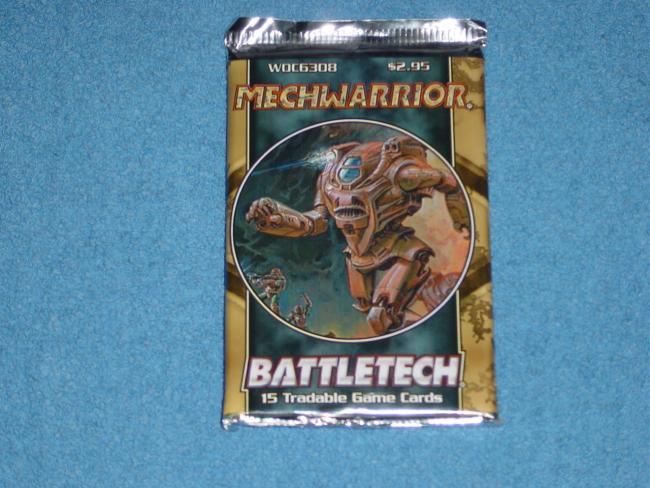 WOC6308 $2.95
MECHWARRIOR®
BATTLETECH®
15 Tradable Game Cards